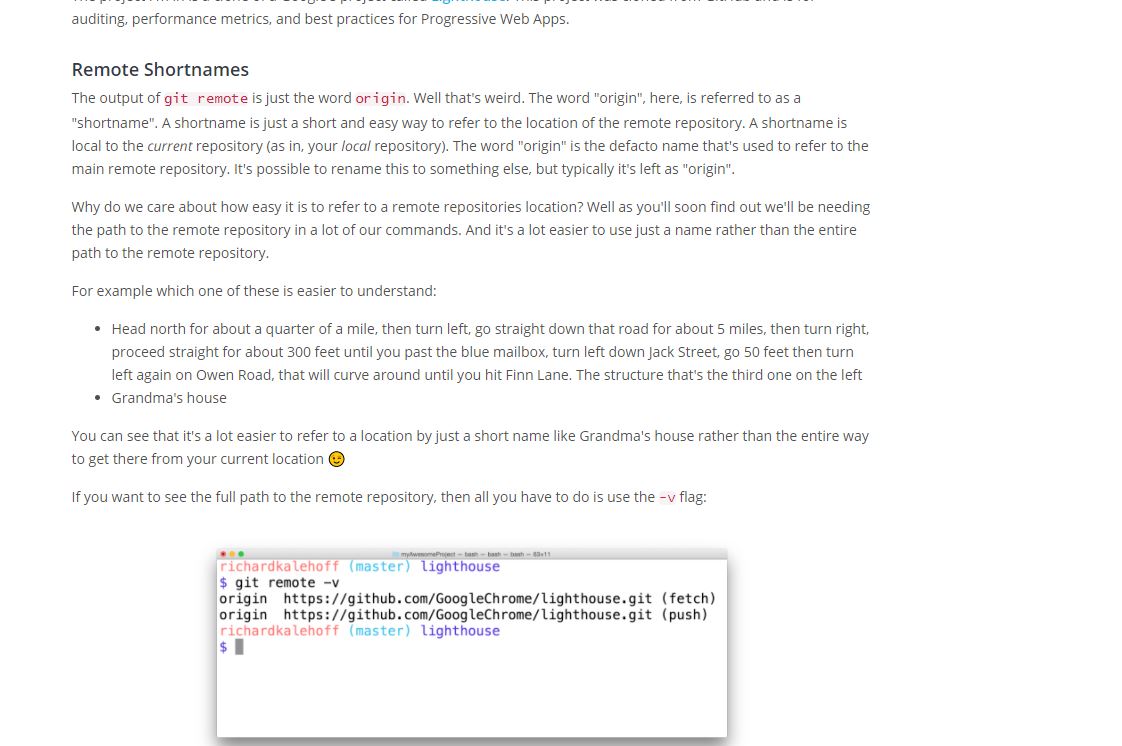 auditing, performance metrics, and best practices for Progressive Web Apps.
Remote Shortnames
The output of git remote is just the word origin. Well that's weird. The word "origin", here, is referred to as a
"shortname". A shortname is just a short and easy way to refer to the location of the remote repository. A shortname is
local to the current repository (as in, your local repository). The word "origin" is the defacto name that's used to refer to the
main remote repository. It's possible to rename this to something else, but typically it's left as "origin".
Why do we care about how easy it is to refer to a remote repositories location? Well as you'll soon find out we'll be needing
the path to the remote repository in a lot of our commands. And it's a lot easier to use just a name rather than the entire
path to the remote repository.
For example which one of these is easier to understand:
• Head north for about a quarter of a mile, then turn left, go straight down that road for about 5 miles, then turn right,
proceed straight for about 300 feet until you past the blue mailbox, turn left down Jack Street, go 50 feet then turn
left again on Owen Road, that will curve around until you hit Finn Lane. The structure that's the third one on the left
• Grandma's house
You can see that it's a lot easier to refer to a location by just a short name like Grandma's house rather than the entire way
to get there from your current location 😉
If you want to see the full path to the remote repository, then all you have to do is use the -v flag:
myAwesomeProject — bash — bash — bash — 63×11
richardkalehoff (master) lighthouse
$ git remote -v
origin https://github.com/GoogleChrome/lighthouse.git (fetch)
origin https://github.com/GoogleChrome/lighthouse.git (push)
richardkalehoff (master) lighthouse
$